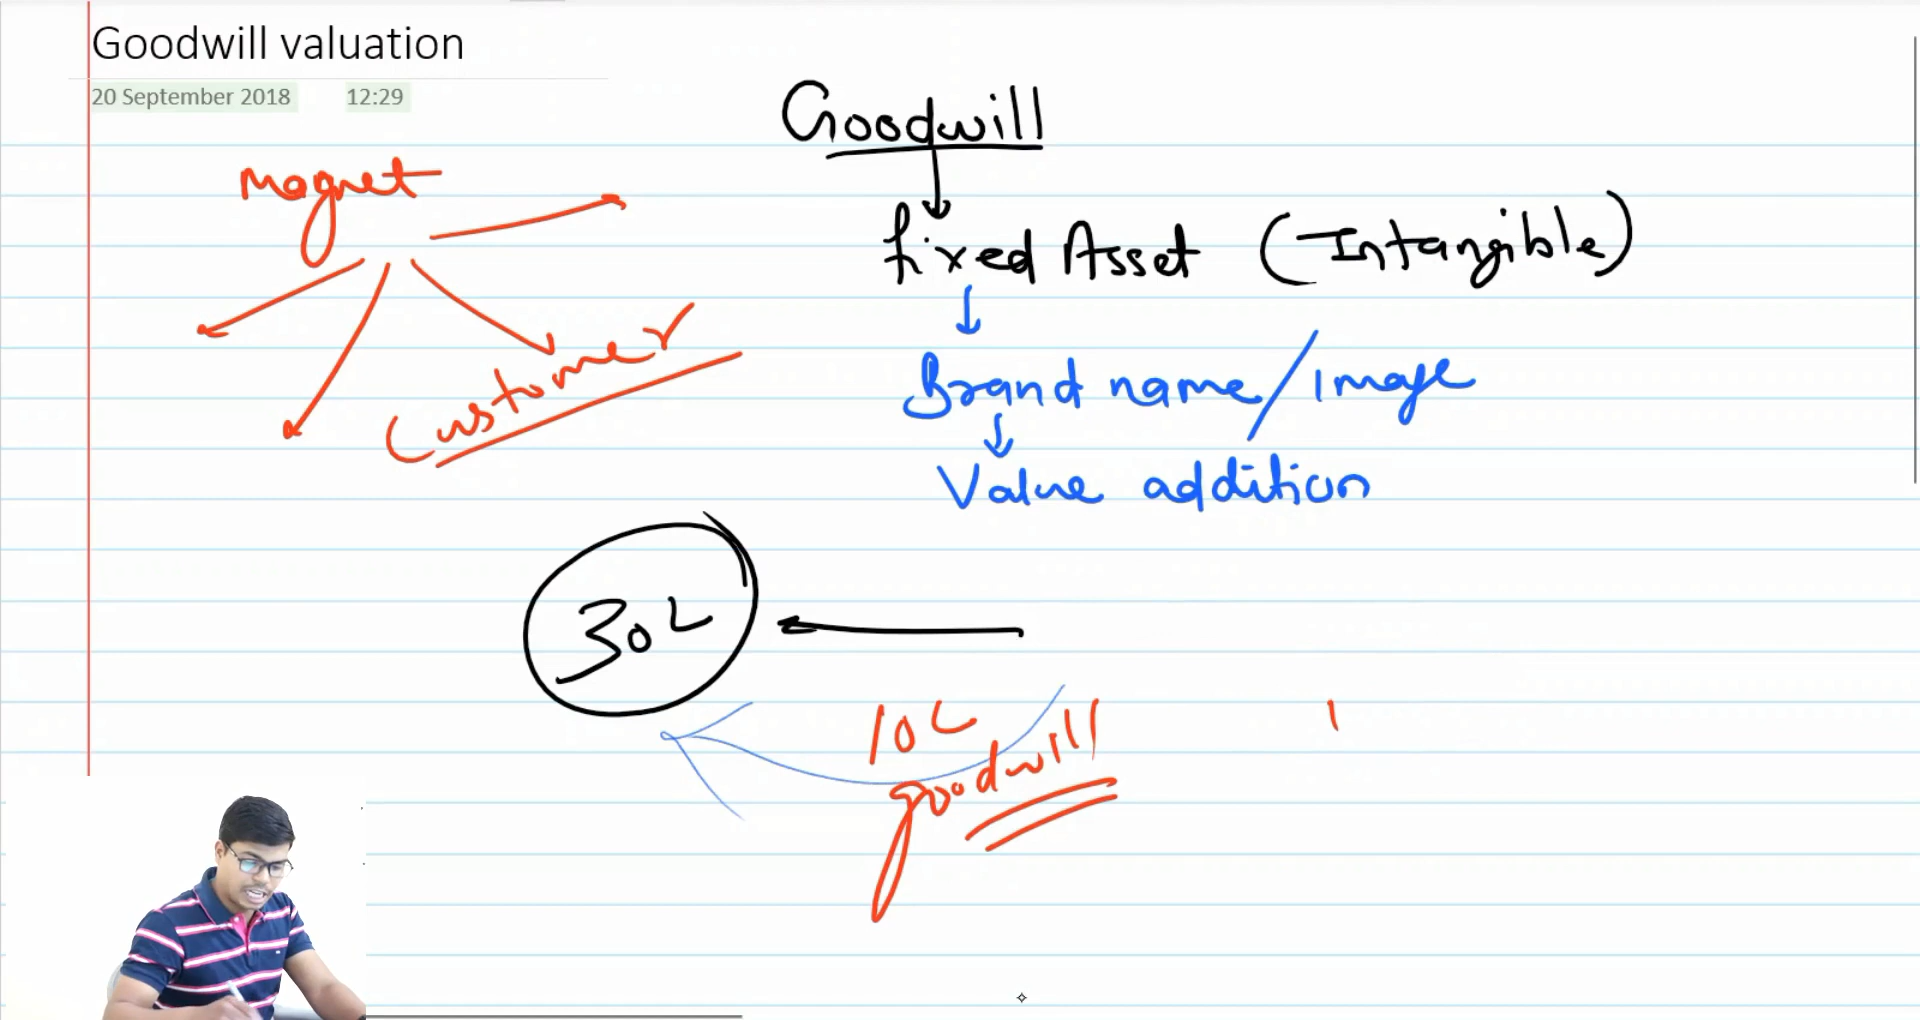 Goodwill valuation
20 September 2018 12:29
Goodwill
Magnet
Fixed Asset (Intangible)
Customer
Brand name/image
Value addition
30L
10L
goodwill